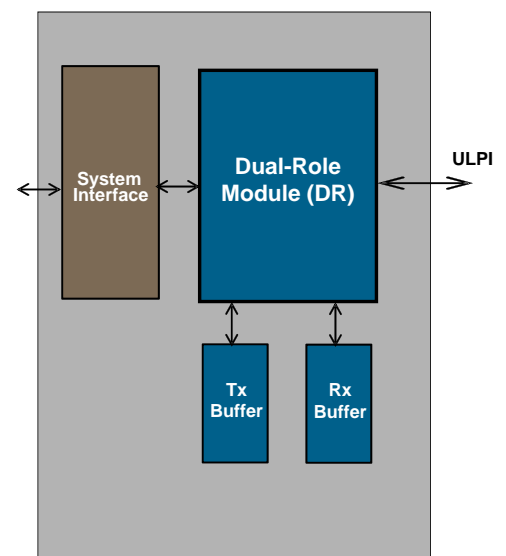 System
Interface
Dual-Role
Module (DR)
ULPI
Tx
Buffer
Rx
Buffer